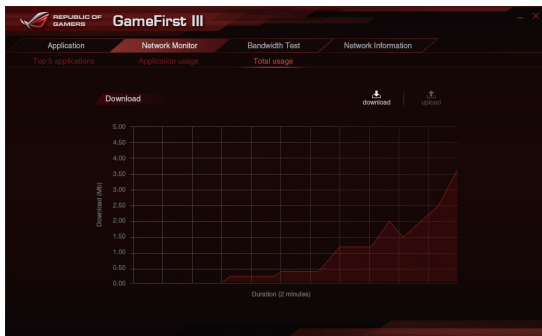 REPUBLIC OF
GAMERS
GameFirst III
Application
Network Monitor
Bandwidth Test
Network Information
Top 5 applications
Application usage
Total usage
Download
download
upload
5.00
4.50
4.00
3.50
3.00
2.50
2.00
1.50
1.00
0.50
0.00
Download (Mb)
Duration (2 minutes)